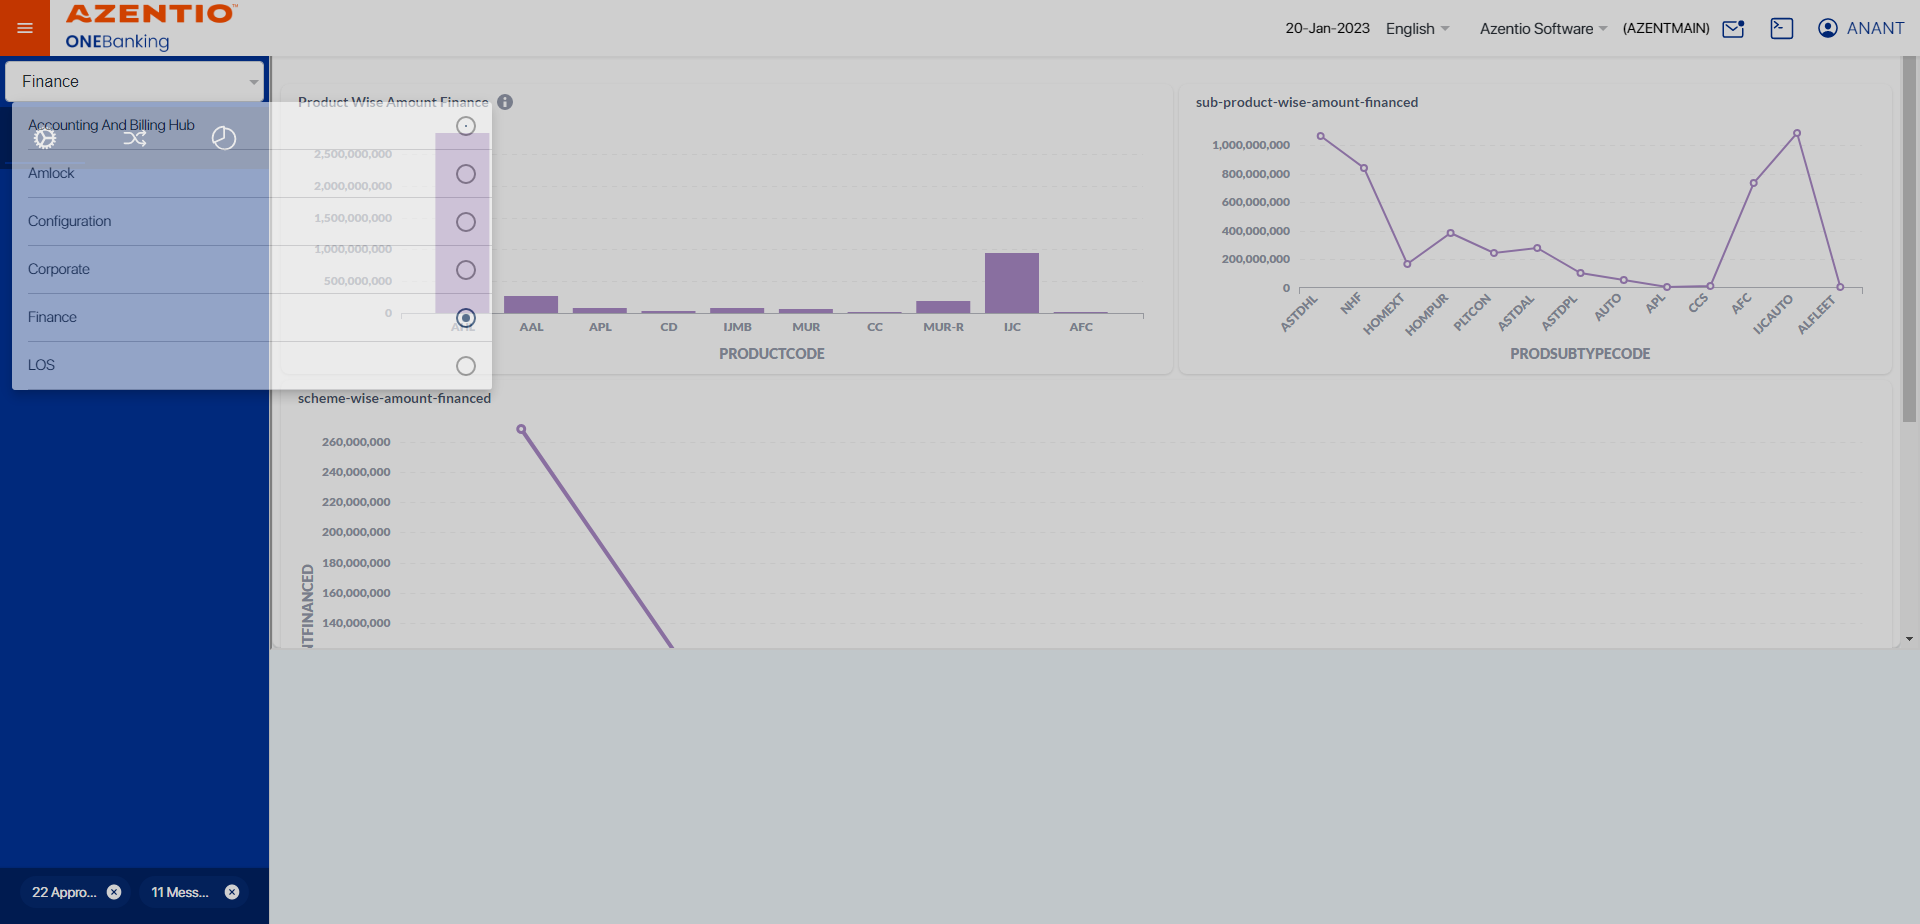 AZENTIO™
ONEBanking
20-Jan-2023 English Azentio Software (AZENTMAIN) ANANT
Finance
Accounting And Billing Hub
Amlock
Configuration
Corporate
Finance
LOS
Product Wise Amount Finance
2,500,000,000
2,000,000,000
1,500,000,000
1,000,000,000
500,000,000
0
AHL AAL APL CD IJMB MUR CC MUR-R IJC AFC
PRODUCTCODE
sub-product-wise-amount-financed
1,000,000,000
800,000,000
600,000,000
400,000,000
200,000,000
0
ASTDHL NHF HOMEXT HOMPUR PLTCON ASTDAL ASTDPL AUTO APL CCS AFC IJCAUTO ALFLEET
PRODSUBTYPECODE
scheme-wise-amount-financed
260,000,000
240,000,000
220,000,000
200,000,000
180,000,000
160,000,000
140,000,000
NTFINANCED
22 Appro... 11 Mess...